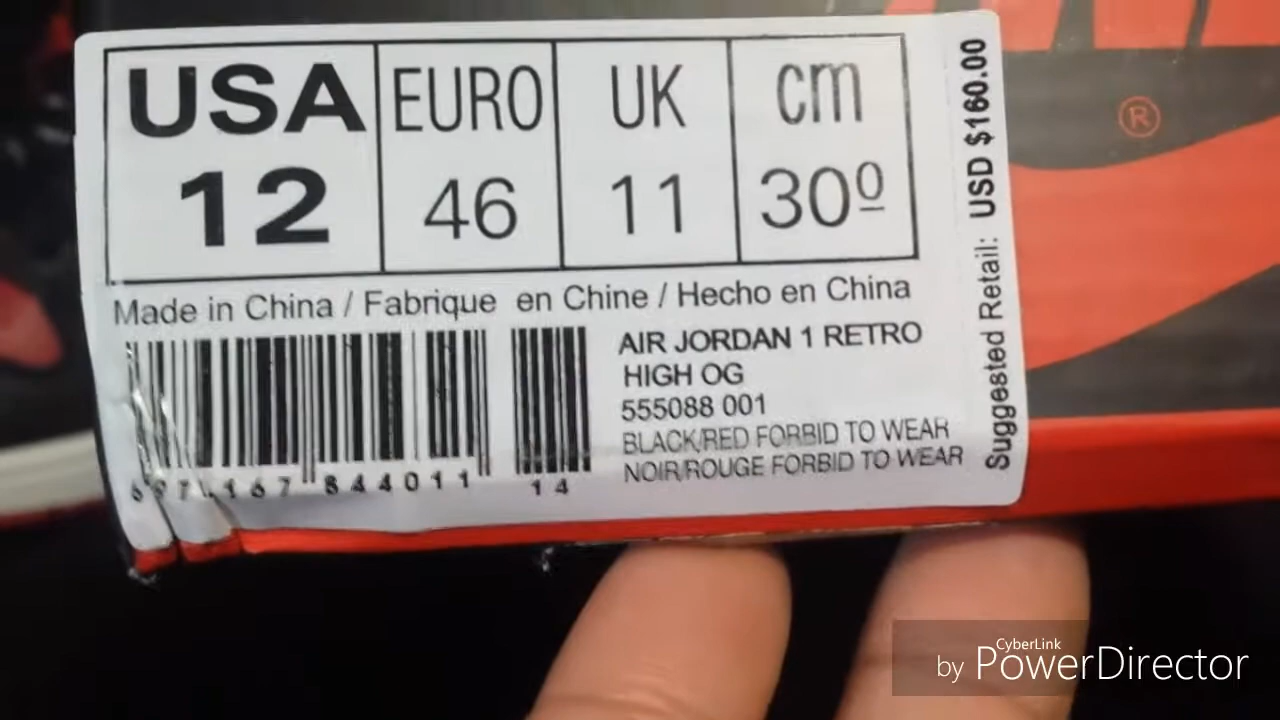 USA EURO UK cm
12 46 11 30º
Made in China / Fabrique en Chine / Hecho en China
AIR JORDAN 1 RETRO
HIGH OG
555088 001
BLACK/RED FORBID TO WEAR
NOIR/ROUGE FORBID TO WEAR
844011 14
Suggested Retail: USD $160.00
®
CyberLink
by PowerDirector